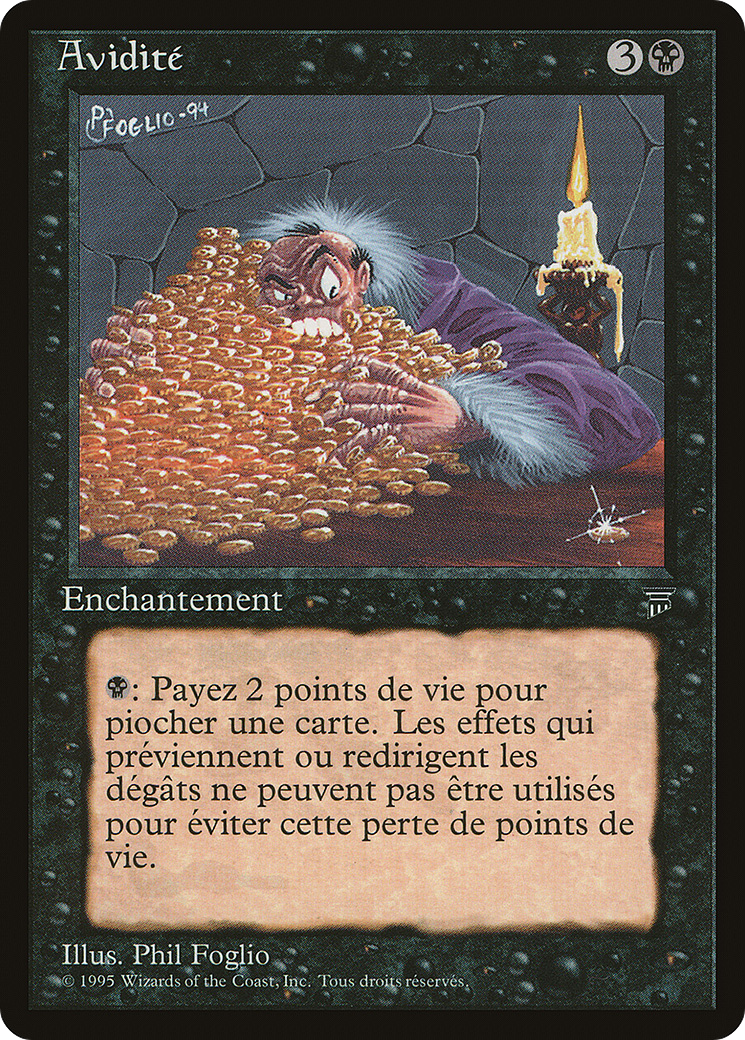 Avidité 3
PF FOGLIO-94
Enchantement
: Payez 2 points de vie pour
piocher une carte. Les effets qui
préviennent ou redirigent les
dégâts ne peuvent pas être utilisés
pour éviter cette perte de points de
vie.
Illus. Phil Foglio
© 1995 Wizards of the Coast, Inc. Tous droits réservés.